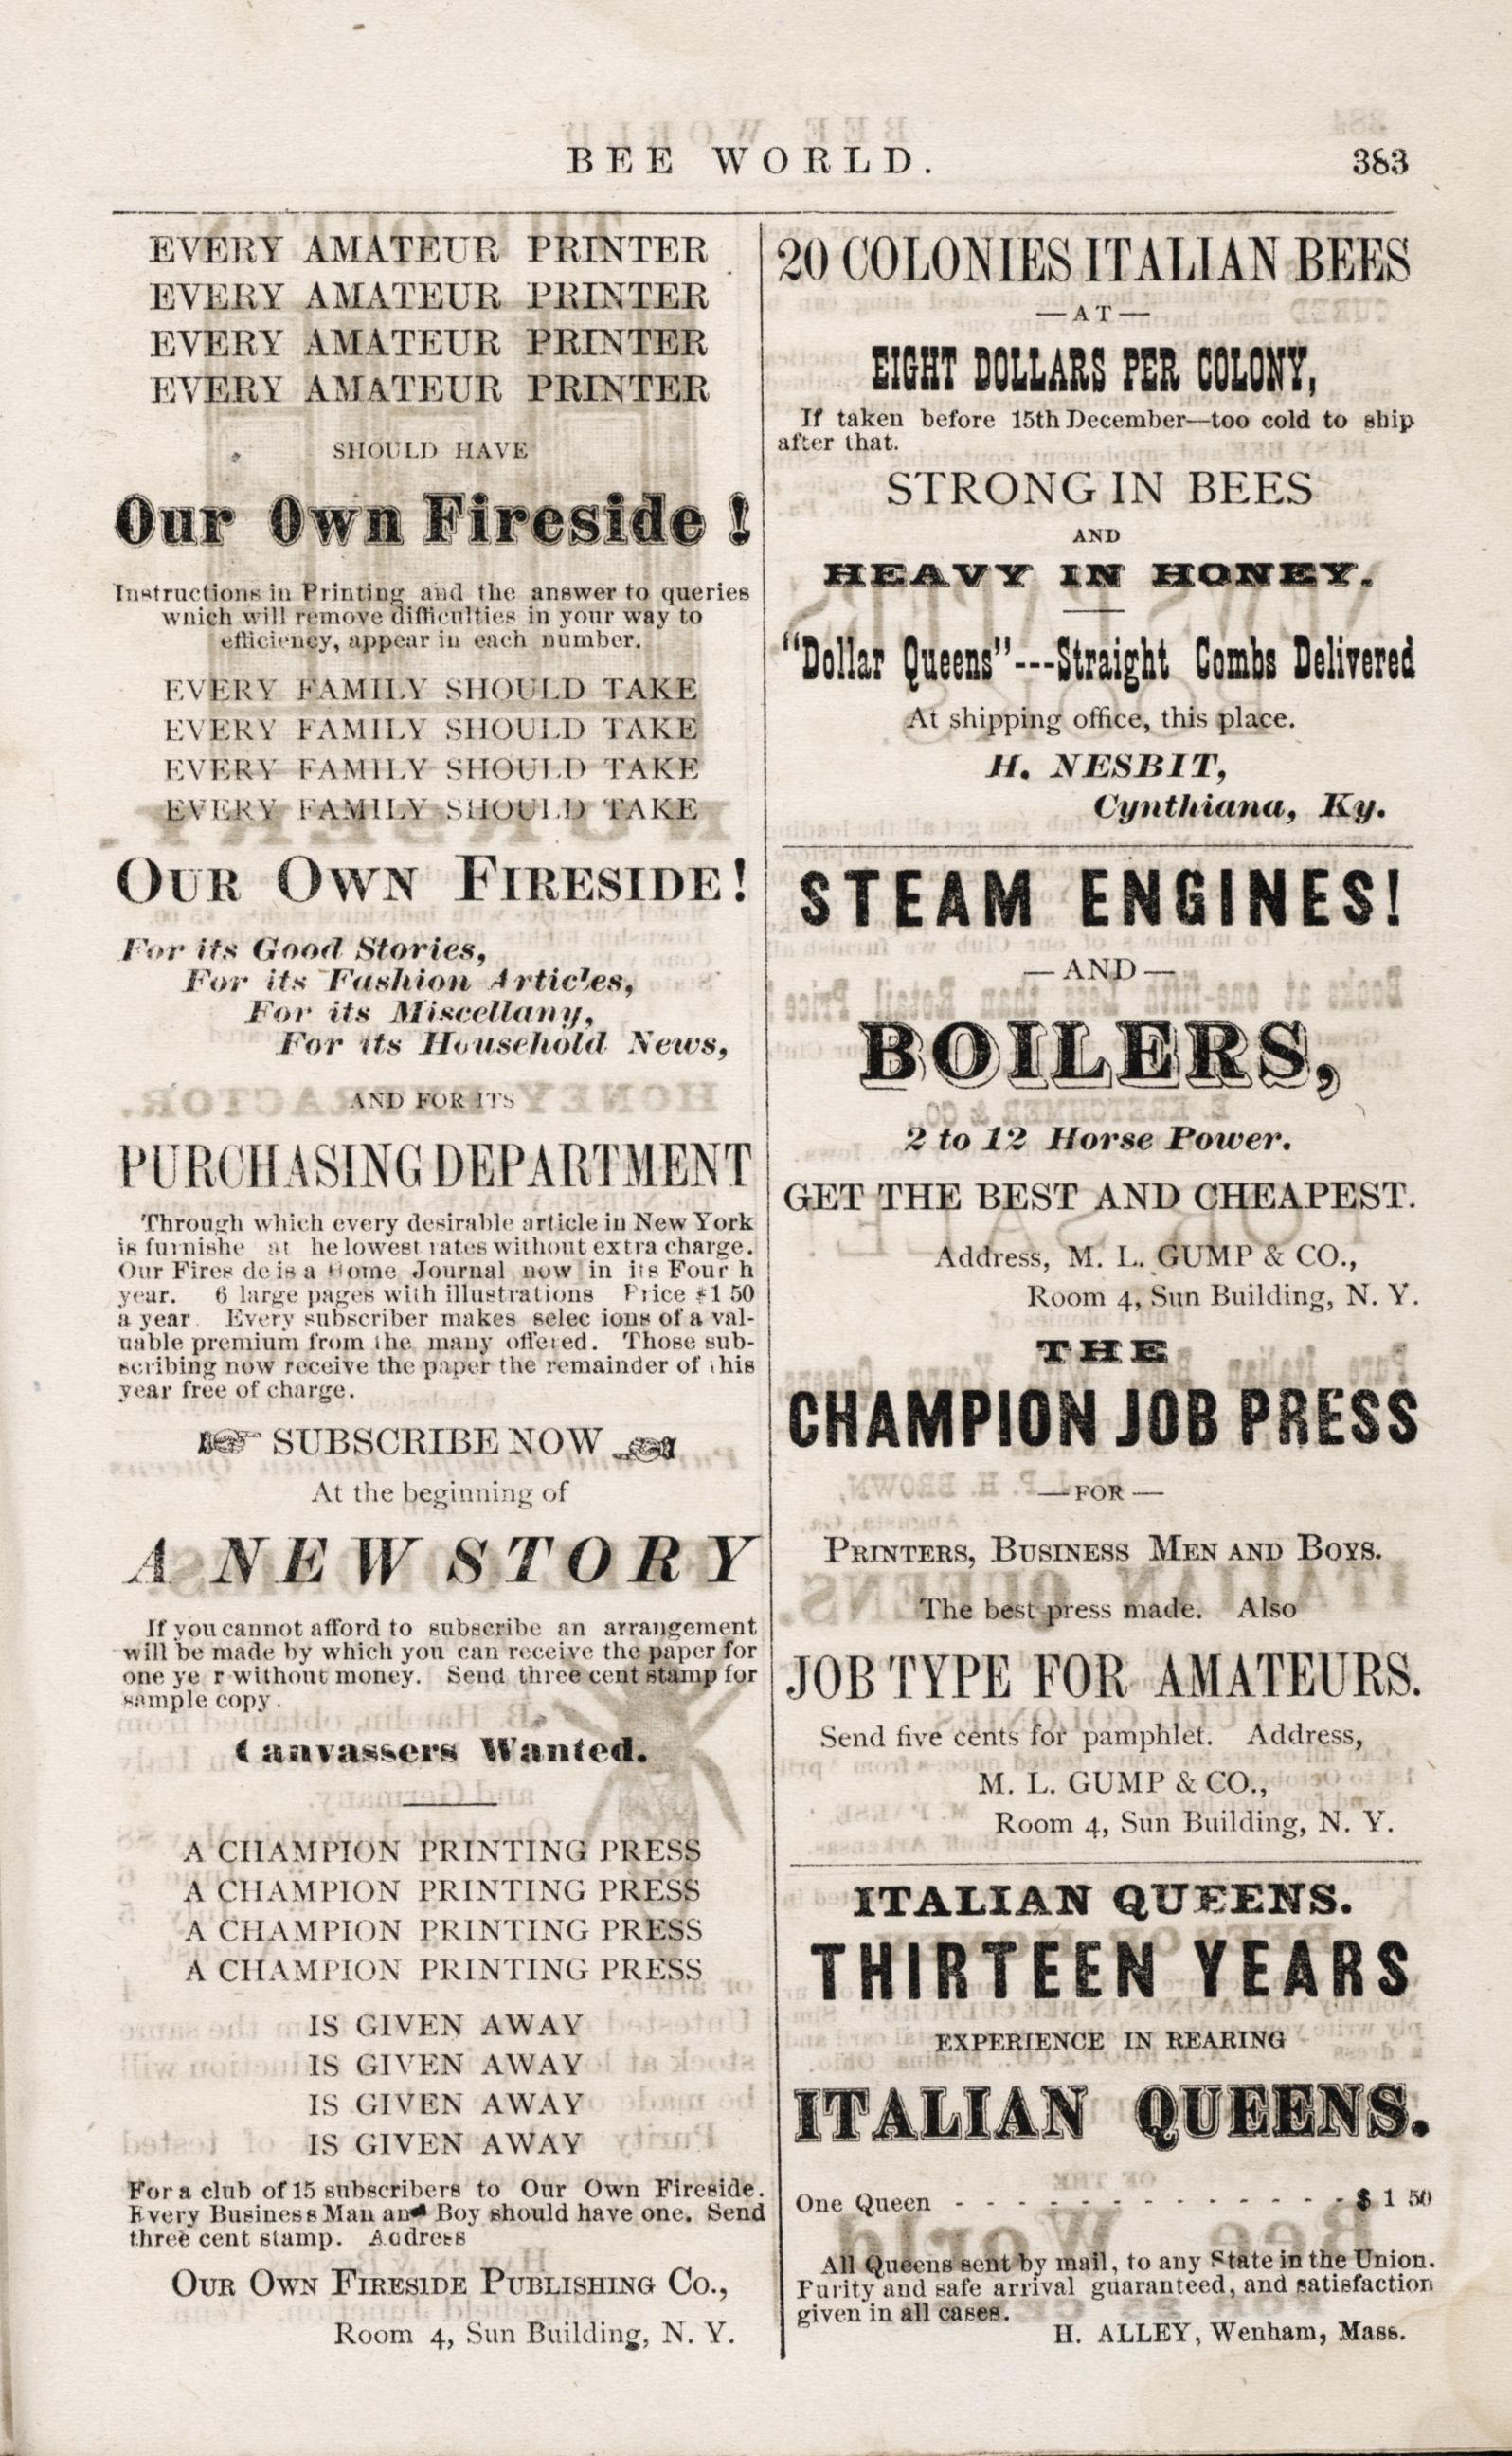 BEE WORLD.
383
EVERY AMATEUR PRINTER
EVERY AMATEUR PRINTER
EVERY AMATEUR PRINTER
EVERY AMATEUR PRINTER
SHOULD HAVE
Our Own Fireside !
Instructions in Printing and the answer to queries
which will remove difficulties in your way to
efficiency, appear in each number.
EVERY FAMILY SHOULD TAKE
EVERY FAMILY SHOULD TAKE
EVERY FAMILY SHOULD TAKE
EVERY FAMILY SHOULD TAKE
OUR OWN FIRESIDE!
For its Good Stories,
For its Fashion Articles,
For its Miscellany,
For its Household News,
AND FOR ITS
PURCHASING DEPARTMENT
Through which every desirable article in New York
is furnishe at he lowest rates without extra charge.
Our Fires de is a Home Journal now in its Four h
year. 6 large pages with illustrations Price $1 50
a year. Every subscriber makes selec ions of a val-
uable premium from the many offered. Those sub-
scribing now receive the paper the remainder of this
year free of charge.
☞ SUBSCRIBE NOW ☜
At the beginning of
A NEW STORY
If you cannot afford to subscribe an arrangement
will be made by which you can receive the paper for
one ye r without money. Send three cent stamp for
sample copy.
Canvassers Wanted.
A CHAMPION PRINTING PRESS
A CHAMPION PRINTING PRESS
A CHAMPION PRINTING PRESS
A CHAMPION PRINTING PRESS
IS GIVEN AWAY
IS GIVEN AWAY
IS GIVEN AWAY
IS GIVEN AWAY
For a club of 15 subscribers to Our Own Fireside.
Every Business Man and Boy should have one. Send
three cent stamp. Address
OUR OWN FIRESIDE PUBLISHING CO.,
Room 4, Sun Building, N. Y.
20 COLONIES ITALIAN BEES
—AT—
EIGHT DOLLARS PER COLONY,
If taken before 15th December—too cold to ship
after that.
STRONG IN BEES
AND
HEAVY IN HONEY.
"Dollar Queens"---Straight Combs Delivered
At shipping office, this place.
H. NESBIT,
Cynthiana, Ky.
STEAM ENGINES!
—AND—
BOILERS,
2 to 12 Horse Power.
GET THE BEST AND CHEAPEST.
Address, M. L. GUMP & CO.,
Room 4, Sun Building, N. Y.
THE
CHAMPION JOB PRESS
—FOR—
PRINTERS, BUSINESS MEN AND BOYS.
The best press made. Also
JOB TYPE FOR AMATEURS.
Send five cents for pamphlet. Address,
M. L. GUMP & CO.,
Room 4, Sun Building, N. Y.
ITALIAN QUEENS.
THIRTEEN YEARS
EXPERIENCE IN REARING
ITALIAN QUEENS.
One Queen - - - - - - - - - - - - - - $ 1 50
All Queens sent by mail, to any State in the Union.
Purity and safe arrival guaranteed, and satisfaction
given in all cases.
H. ALLEY, Wenham, Mass.